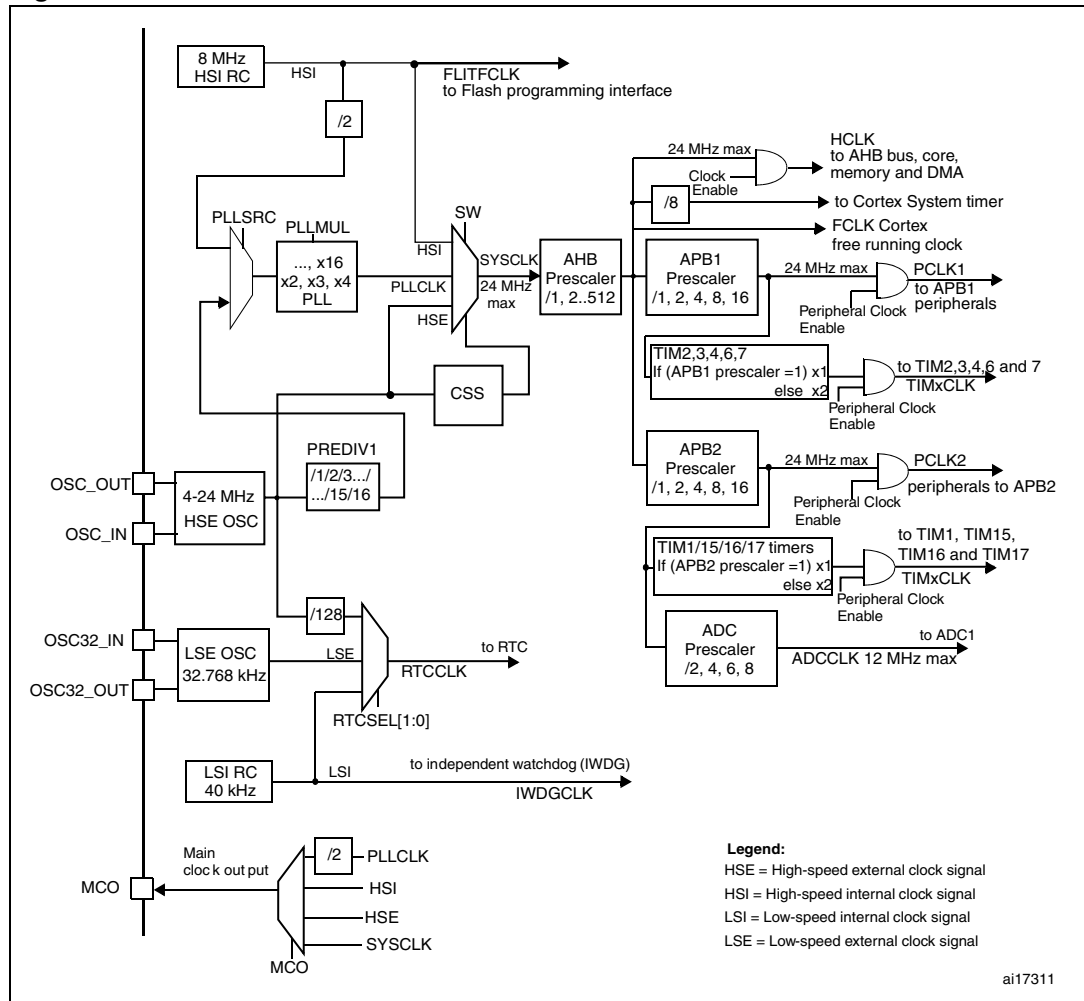 8 MHz
HSI RC
HSI
FLITFCLK
to Flash programming interface
/2
HCLK
to AHB bus, core,
memory and DMA
24 MHz max
Clock
Enable
/8
to Cortex System timer
FCLK Cortex
free running clock
PLLSRC
PLLMUL
..., x16
x2, x3, x4
PLL
SW
HSI
PLLCLK
HSE
SYSCLK
24 MHz
max
AHB
Prescaler
/1, 2..512
APB1
Prescaler
/1, 2, 4, 8, 16
24 MHz max
PCLK1
to APB1
peripherals
Peripheral Clock
Enable
TIM2,3,4,6,7
If (APB1 prescaler =1) x1
else x2
to TIM2,3,4,6 and 7
TIMxCLK
Peripheral Clock
Enable
CSS
PREDIV1
/1/2/3.../
.../15/16
OSC_OUT
OSC_IN
4-24 MHz
HSE OSC
APB2
Prescaler
/1, 2, 4, 8, 16
24 MHz max
PCLK2
peripherals to APB2
Peripheral Clock
Enable
TIM1/15/16/17 timers
If (APB2 prescaler =1) x1
else x2
to TIM1, TIM15,
TIM16 and TIM17
TIMxCLK
Peripheral Clock
Enable
ADC
Prescaler
/2, 4, 6, 8
to ADC1
ADCCLK 12 MHz max
/128
OSC32_IN
OSC32_OUT
LSE OSC
32.768 kHz
LSE
to RTC
RTCCLK
RTCSEL[1:0]
LSI RC
40 kHz
LSI
to independent watchdog (IWDG)
IWDGCLK
MCO
Main
clock output
/2
PLLCLK
HSI
HSE
SYSCLK
MCO
Legend:
HSE = High-speed external clock signal
HSI = High-speed internal clock signal
LSI = Low-speed internal clock signal
LSE = Low-speed external clock signal
ai17311